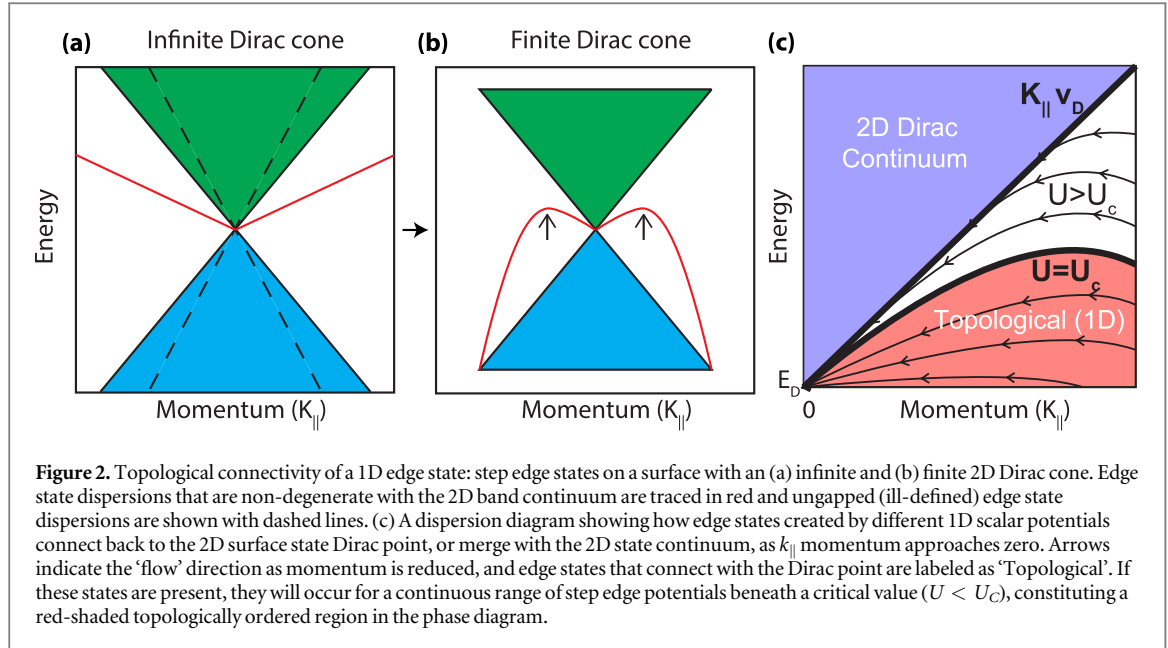 (a) Infinite Dirac cone
(b) Finite Dirac cone
(c)
Energy
Momentum (K||)
Momentum (K||)
Energy
2D Dirac
Continuum
K|| vD
U>Uc
U=Uc
Topological (1D)
ED
0
Momentum (K||)
Figure 2. Topological connectivity of a 1D edge state: step edge states on a surface with an (a) infinite and (b) finite 2D Dirac cone. Edge
state dispersions that are non-degenerate with the 2D band continuum are traced in red and ungapped (ill-defined) edge state
dispersions are shown with dashed lines. (c) A dispersion diagram showing how edge states created by different 1D scalar potentials
connect back to the 2D surface state Dirac point, or merge with the 2D state continuum, as k|| momentum approaches zero. Arrows
indicate the ‘flow’ direction as momentum is reduced, and edge states that connect with the Dirac point are labeled as ‘Topological’. If
these states are present, they will occur for a continuous range of step edge potentials beneath a critical value (U < UC), constituting a
red-shaded topologically ordered region in the phase diagram.